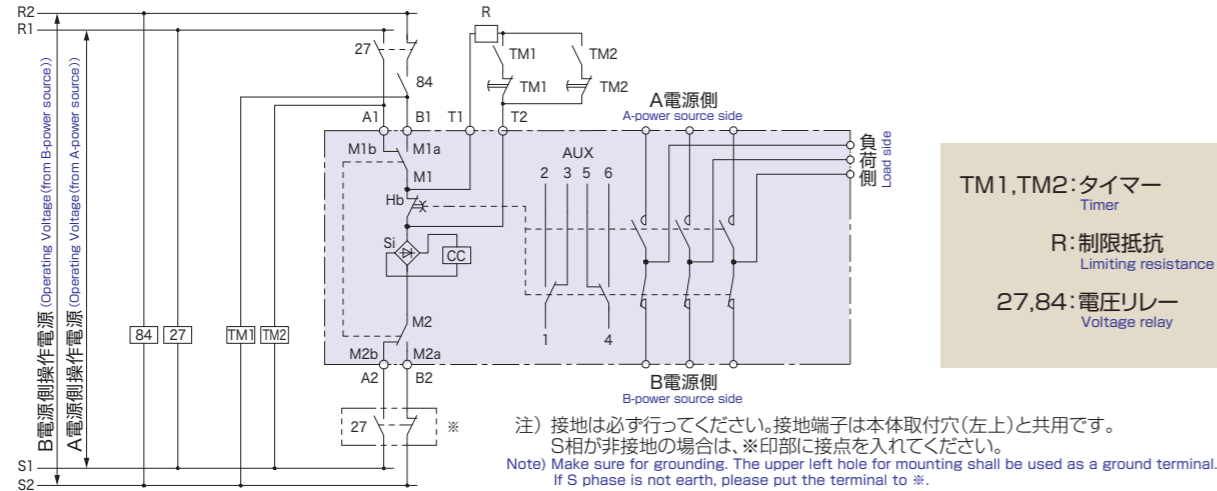 R2
R1
R
27
TM1
TM2
84
TM1
TM2
A1
B1
T1
T2
A電源側
A-power source side
M1b
M1a
M1
AUX
2 3 5 6
Hb
Si
CC
負荷側
Load side
B電源側操作電源(Operating Voltage(from B-power source))
A電源側操作電源(Operating Voltage(from A-power source))
84
27
TM1
TM2
M2
1
4
M2b
M2a
A2
B2
B電源側
B-power source side
27
※
S1
S2
TM1,TM2:タイマー
Timer
R:制限抵抗
Limiting resistance
27,84:電圧リレー
Voltage relay
注) 接地は必ず行ってください。接地端子は本体取付穴(左上)と共用です。
S相が非接地の場合は、※印部に接点を入れてください。
Note) Make sure for grounding. The upper left hole for mounting shall be used as a ground terminal.
If S phase is not earth, please put the terminal to ※.